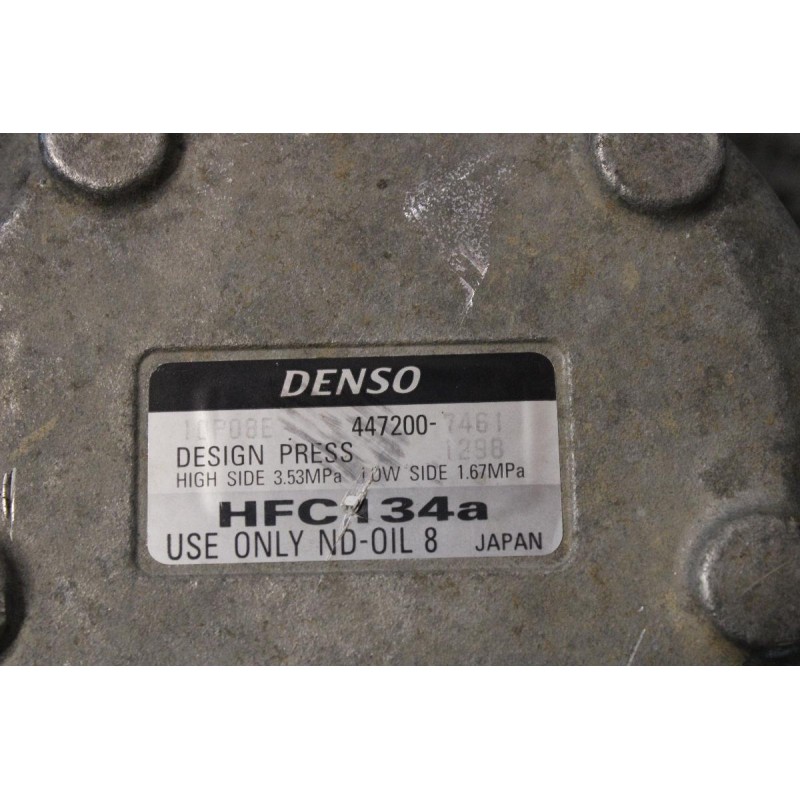 DENSO
10P08E 447200-7461
DESIGN PRESS 1298
HIGH SIDE 3.53MPa LOW SIDE 1.67MPa
HFC134a
USE ONLY ND-OIL 8 JAPAN